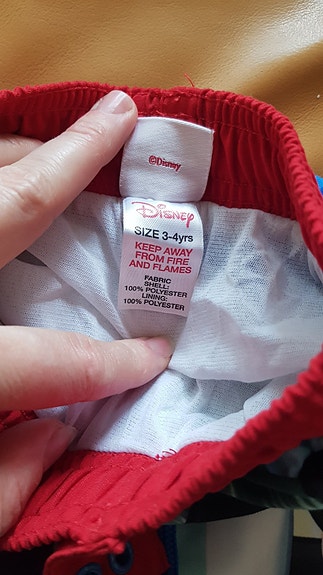 ©Disney
Disney
SIZE 3-4yrs
KEEP AWAY
FROM FIRE
AND FLAMES
FABRIC
SHELL:
100% POLYESTER
LINING:
100% POLYESTER